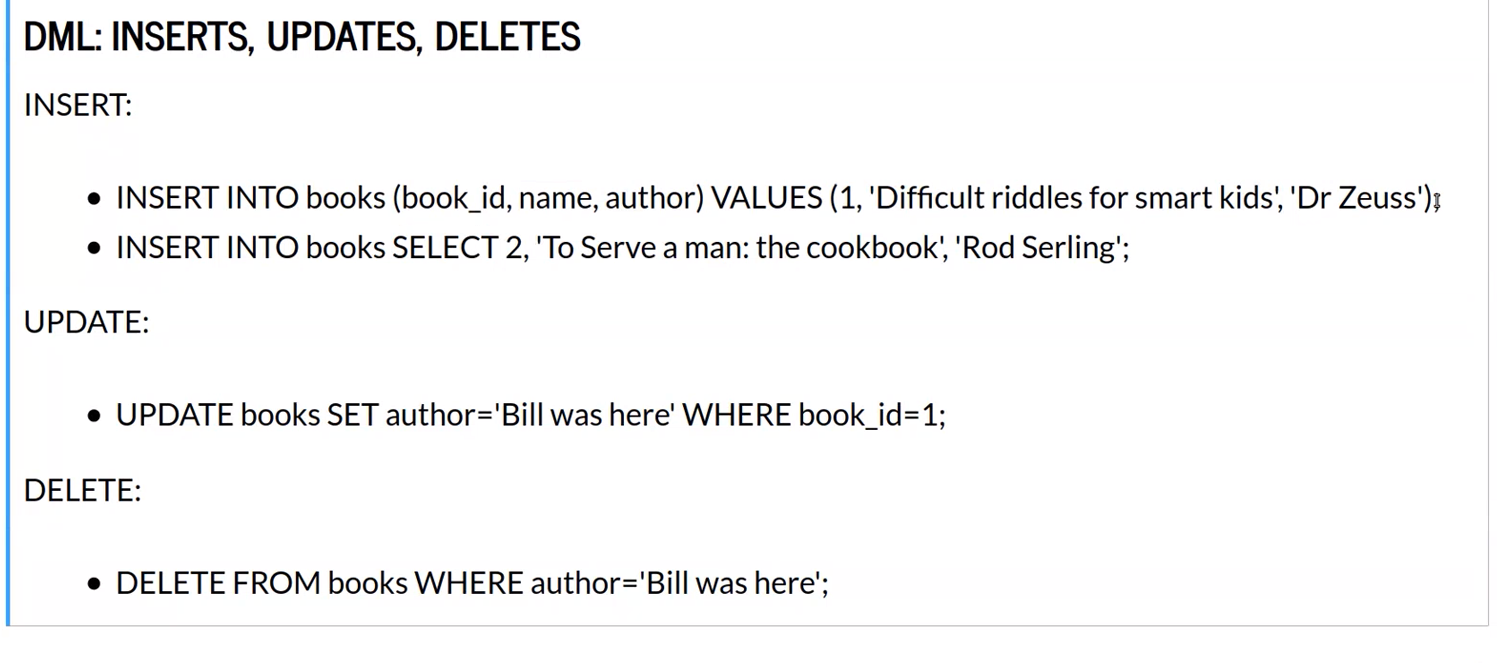 DML: INSERTS, UPDATES, DELETES
INSERT:
• INSERT INTO books (book_id, name, author) VALUES (1, 'Difficult riddles for smart kids', 'Dr Zeuss');
• INSERT INTO books SELECT 2, 'To Serve a man: the cookbook', 'Rod Serling';
UPDATE:
• UPDATE books SET author='Bill was here' WHERE book_id=1;
DELETE:
• DELETE FROM books WHERE author='Bill was here';